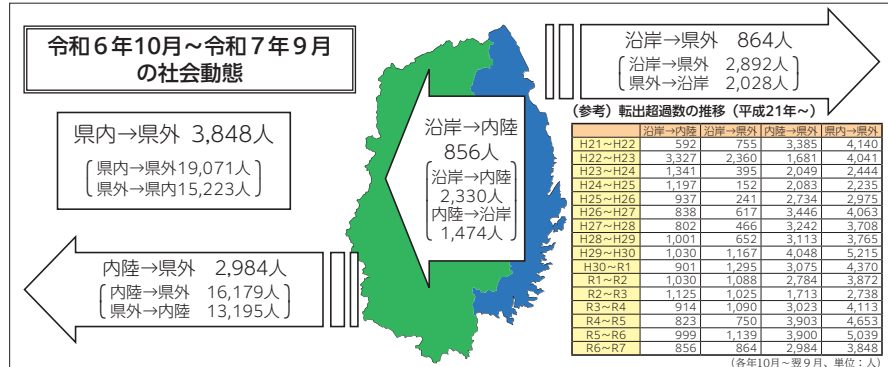 令和6年10月~令和7年9月
の社会動態
県内→県外 3,848人
県内→県外19,071人
県外→県内15,223人
内陸→県外 2,984人
内陸→県外 16,179人
県外→内陸 13,195人
沿岸→内陸
856人
沿岸→内陸
2,330人
内陸→沿岸
1,474人
沿岸→県外 864人
沿岸→県外 2,892人
県外→沿岸 2,028人
(参考)転出超過数の推移(平成21年~)
沿岸→内陸 沿岸→県外 内陸→県外 県内→県外
H21~H22 592 755 3,385 4,140
H22~H23 3,327 2,360 1,681 4,041
H23~H24 1,341 395 2,049 2,444
H24~H25 1,197 152 2,083 2,235
H25~H26 937 241 2,734 2,975
H26~H27 838 617 3,446 4,063
H27~H28 802 466 3,242 3,708
H28~H29 1,001 652 3,113 3,765
H29~H30 1,030 1,167 4,048 5,215
H30~R1 901 1,295 3,075 4,370
R1~R2 1,030 1,088 2,784 3,872
R2~R3 1,125 1,025 1,713 2,738
R3~R4 914 1,090 3,023 4,113
R4~R5 823 750 3,903 4,653
R5~R6 999 1,139 3,900 5,039
R6~R7 856 864 2,984 3,848
(各年10月~翌9月、単位:人)